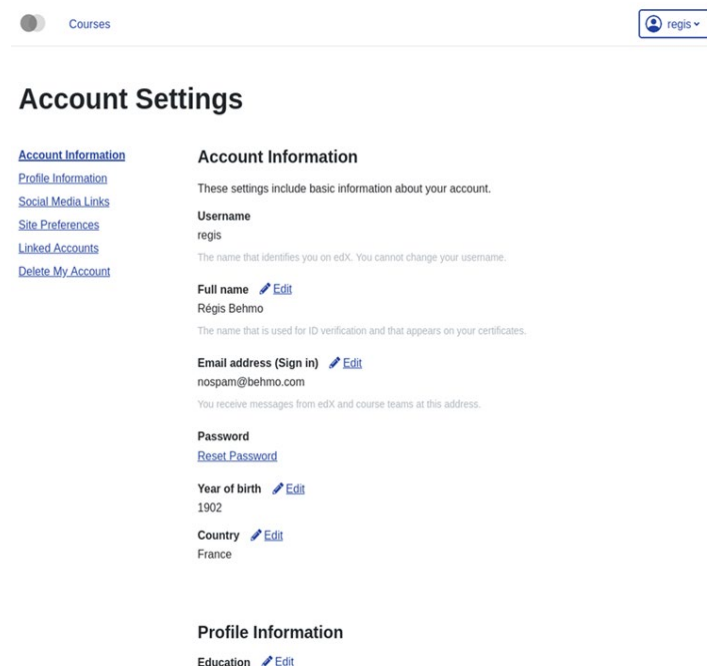 Courses
regis
Account Settings
Account Information
Profile Information
Social Media Links
Site Preferences
Linked Accounts
Delete My Account
Account Information
These settings include basic information about your account.
Username
regis
The name that identifies you on edX. You cannot change your username.
Full name Edit
Régis Behmo
The name that is used for ID verification and that appears on your certificates.
Email address (Sign in) Edit
nospam@behmo.com
You receive messages from edX and course teams at this address.
Password
Reset Password
Year of birth Edit
1902
Country Edit
France
Profile Information
Education Edit